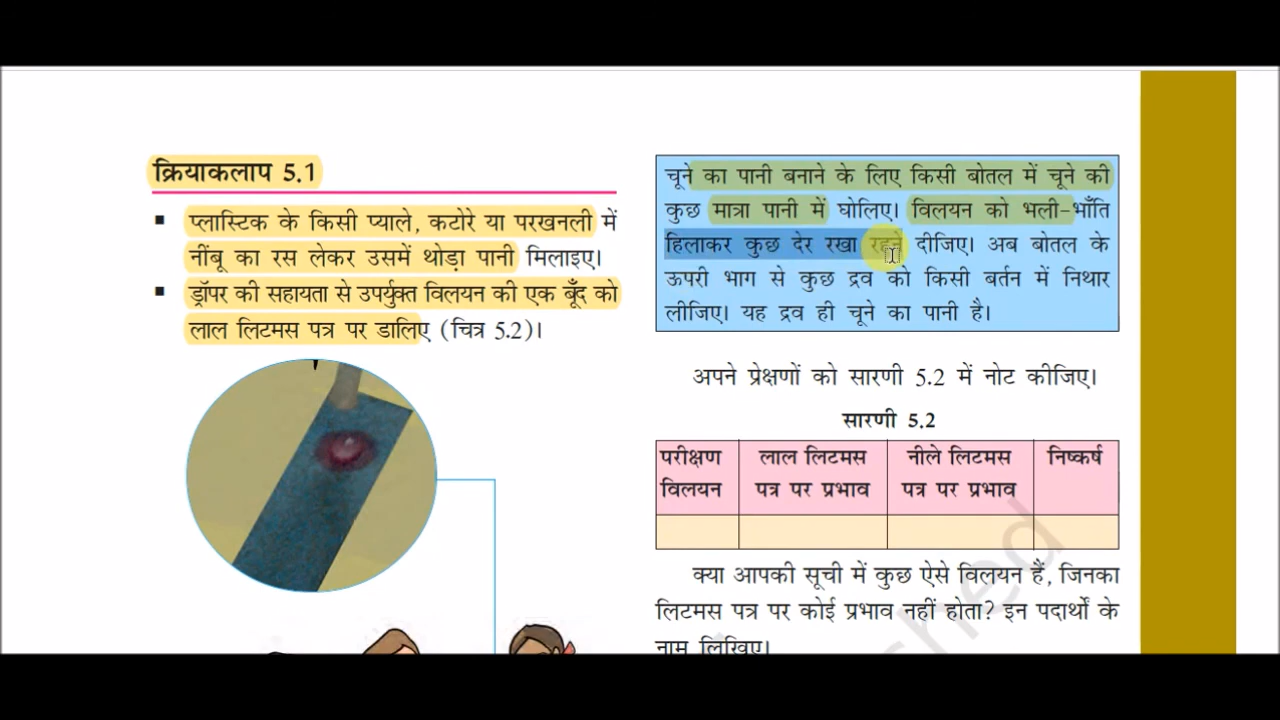 क्रियाकलाप 5.1
प्लास्टिक के किसी प्याले, कटोरे या परखनली में
नींबू का रस लेकर उसमें थोड़ा पानी मिलाइए।
ड्रॉपर की सहायता से उपर्युक्त विलयन की एक बूँद को
लाल लिटमस पत्र पर डालिए (चित्र 5.2)।
चूने का पानी बनाने के लिए किसी बोतल में चूने की
कुछ मात्रा पानी में घोलिए। विलयन को भली-भाँति
हिलाकर कुछ देर रखा रहने दीजिए। अब बोतल के
ऊपरी भाग से कुछ द्रव को किसी बर्तन में निथार
लीजिए। यह द्रव ही चूने का पानी है।
अपने प्रेक्षणों को सारणी 5.2 में नोट कीजिए।
सारणी 5.2
परीक्षण विलयन
लाल लिटमस पत्र पर प्रभाव
नीले लिटमस पत्र पर प्रभाव
निष्कर्ष
क्या आपकी सूची में कुछ ऐसे विलयन हैं, जिनका
लिटमस पत्र पर कोई प्रभाव नहीं होता? इन पदार्थों के
नाम लिखिए।